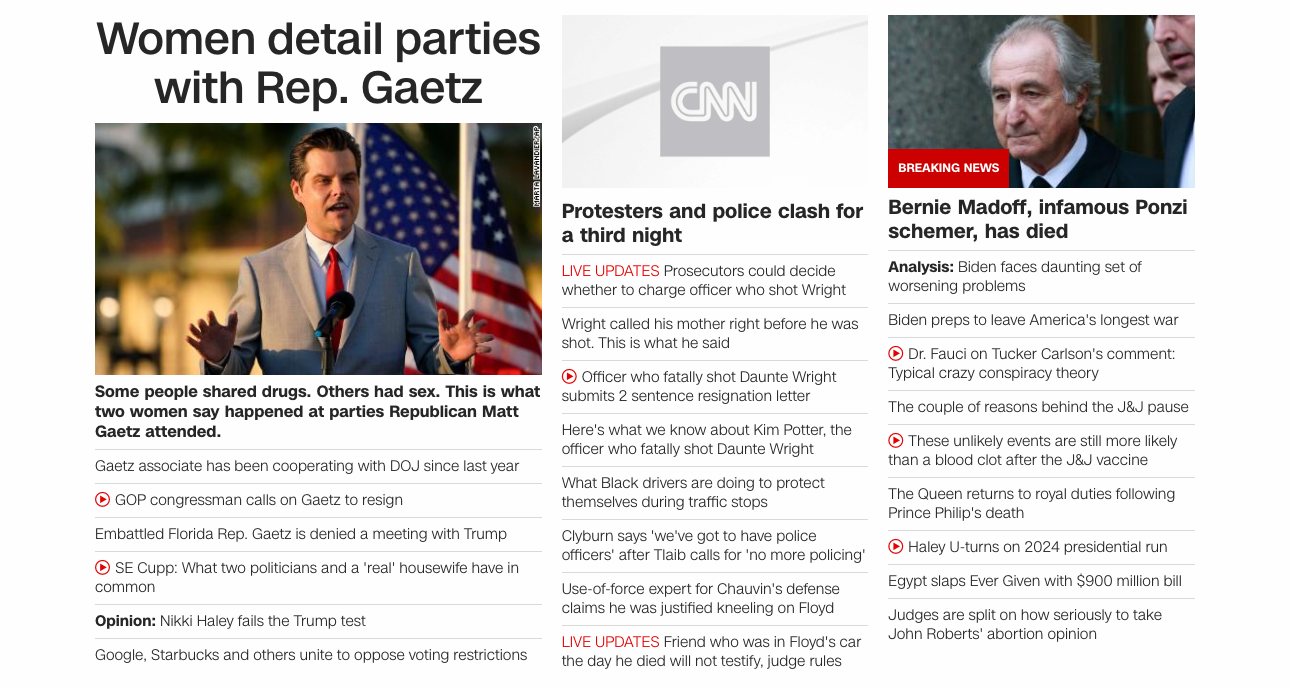 Women detail parties
with Rep. Gaetz
MARTA LAVANDIER/AP
Some people shared drugs. Others had sex. This is what
two women say happened at parties Republican Matt
Gaetz attended.
Gaetz associate has been cooperating with DOJ since last year
GOP congressman calls on Gaetz to resign
Embattled Florida Rep. Gaetz is denied a meeting with Trump
SE Cupp: What two politicians and a 'real' housewife have in
common
Opinion: Nikki Haley fails the Trump test
Google, Starbucks and others unite to oppose voting restrictions
CNN
Protesters and police clash for
a third night
LIVE UPDATES Prosecutors could decide
whether to charge officer who shot Wright
Wright called his mother right before he was
shot. This is what he said
Officer who fatally shot Daunte Wright
submits 2 sentence resignation letter
Here's what we know about Kim Potter, the
officer who fatally shot Daunte Wright
What Black drivers are doing to protect
themselves during traffic stops
Clyburn says 'we've got to have police
officers' after Tlaib calls for 'no more policing'
Use-of-force expert for Chauvin's defense
claims he was justified kneeling on Floyd
LIVE UPDATES Friend who was in Floyd's car
the day he died will not testify, judge rules
BREAKING NEWS
Bernie Madoff, infamous Ponzi
schemer, has died
Analysis: Biden faces daunting set of
worsening problems
Biden preps to leave America's longest war
Dr. Fauci on Tucker Carlson's comment:
Typical crazy conspiracy theory
The couple of reasons behind the J&J pause
These unlikely events are still more likely
than a blood clot after the J&J vaccine
The Queen returns to royal duties following
Prince Philip's death
Haley U-turns on 2024 presidential run
Egypt slaps Ever Given with $900 million bill
Judges are split on how seriously to take
John Roberts' abortion opinion